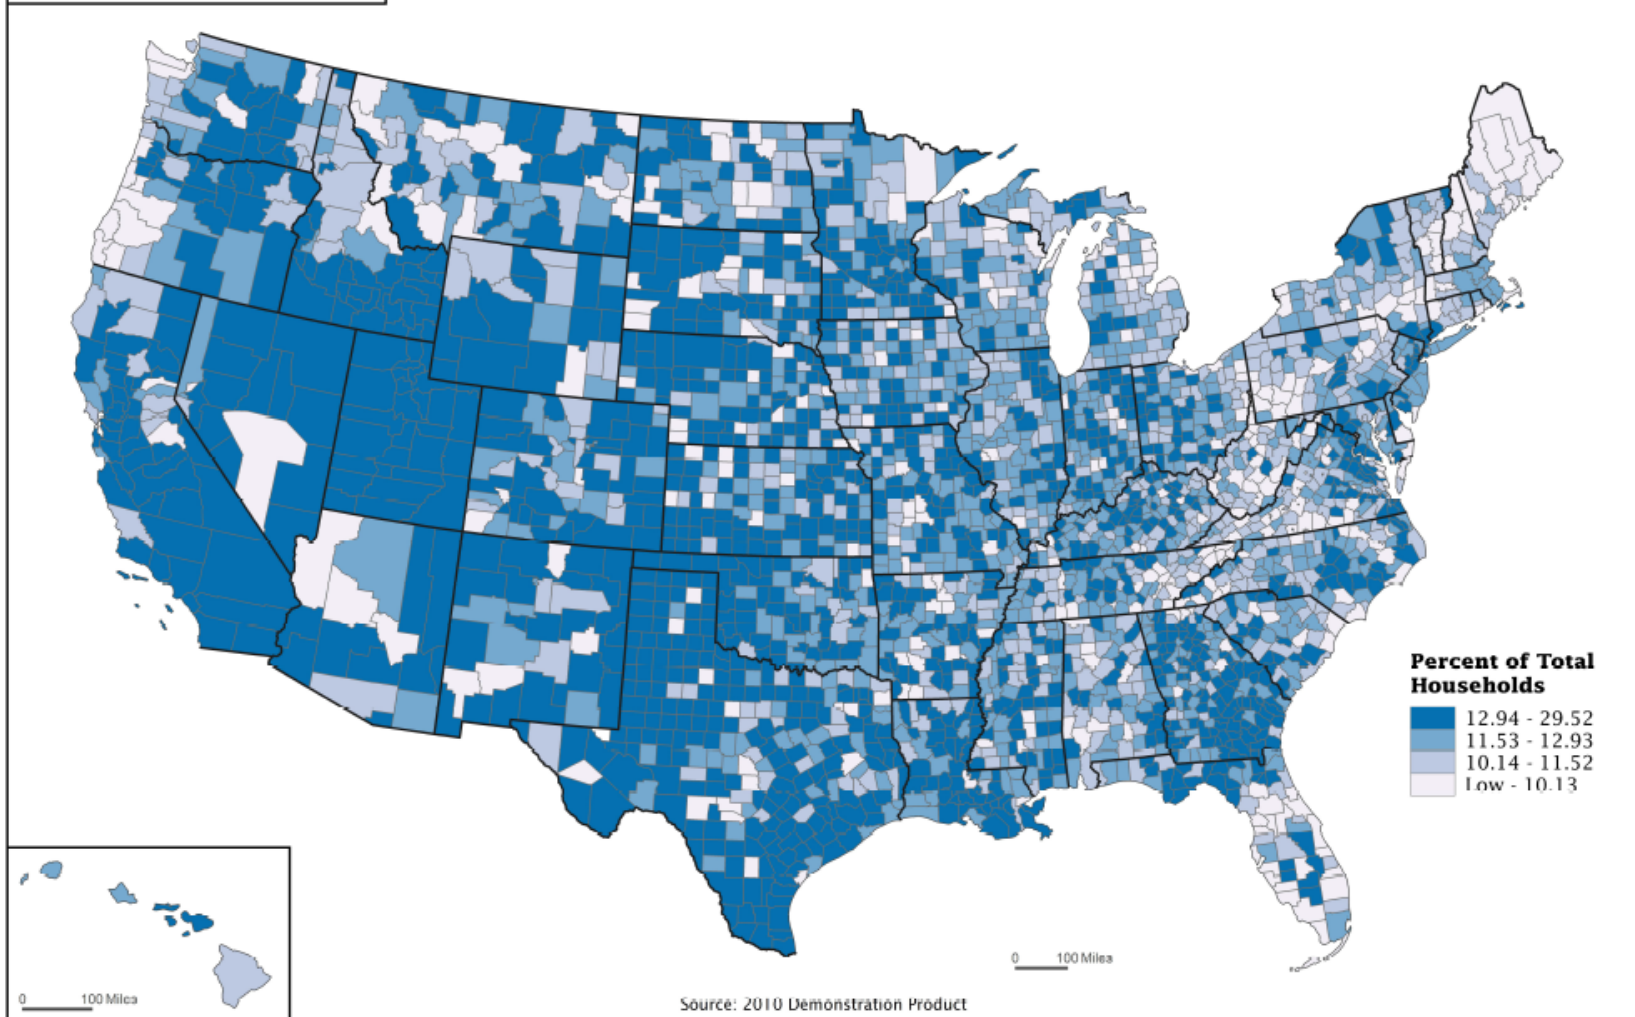 Percent of Total
Households
12.94 - 29.52
11.53 - 12.93
10.14 - 11.52
Low - 10.13
0 100 Miles
0 100 Miles
Source: 2010 Demonstration Product